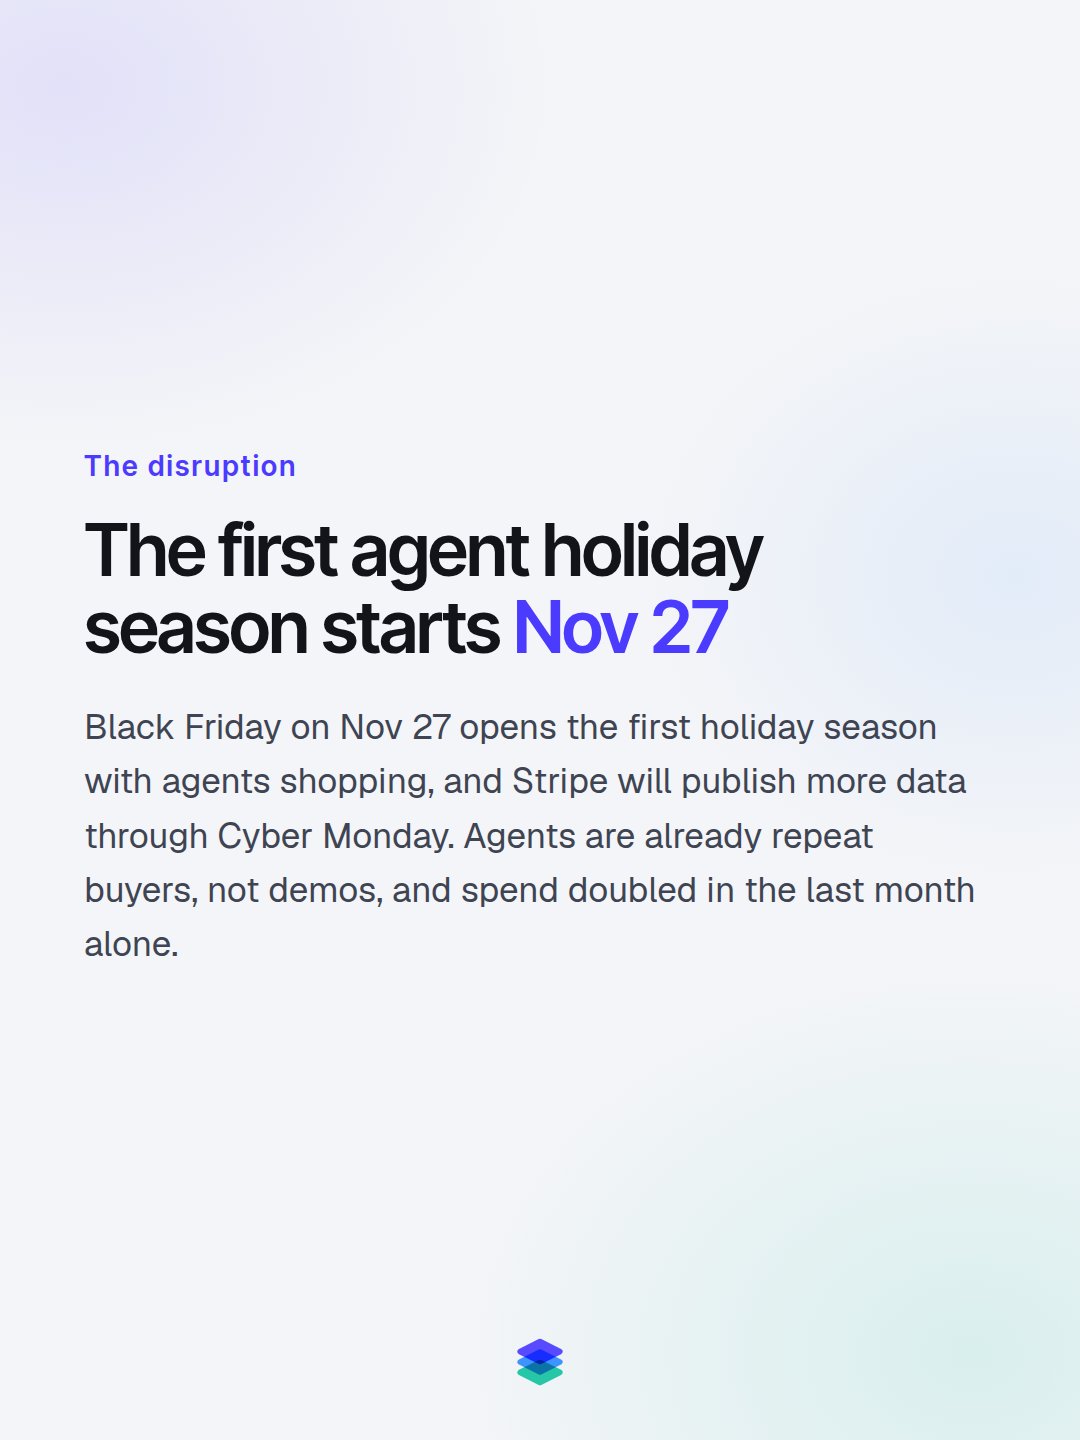 The disruption
The first agent holiday
season starts Nov 27
Black Friday on Nov 27 opens the first holiday season
with agents shopping, and Stripe will publish more data
through Cyber Monday. Agents are already repeat
buyers, not demos, and spend doubled in the last month
alone.